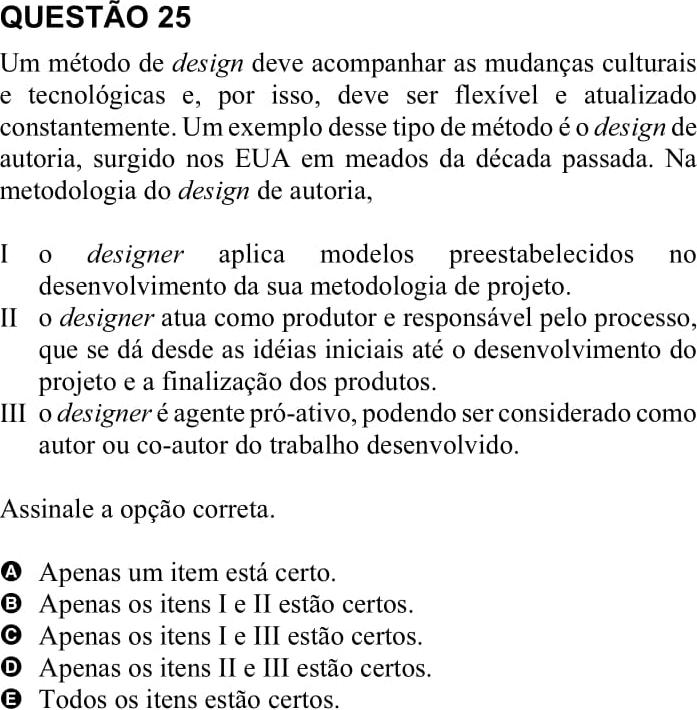 QUESTÃO 25
Um método de design deve acompanhar as mudanças culturais
e tecnológicas e, por isso, deve ser flexível e atualizado
constantemente. Um exemplo desse tipo de método é o design de
autoria, surgido nos EUA em meados da década passada. Na
metodologia do design de autoria,
I o designer aplica modelos preestabelecidos no
desenvolvimento da sua metodologia de projeto.
II o designer atua como produtor e responsável pelo processo,
que se dá desde as idéias iniciais até o desenvolvimento do
projeto e a finalização dos produtos.
III o designer é agente pró-ativo, podendo ser considerado como
autor ou co-autor do trabalho desenvolvido.
Assinale a opção correta.
A Apenas um item está certo.
B Apenas os itens I e II estão certos.
C Apenas os itens I e III estão certos.
D Apenas os itens II e III estão certos.
E Todos os itens estão certos.